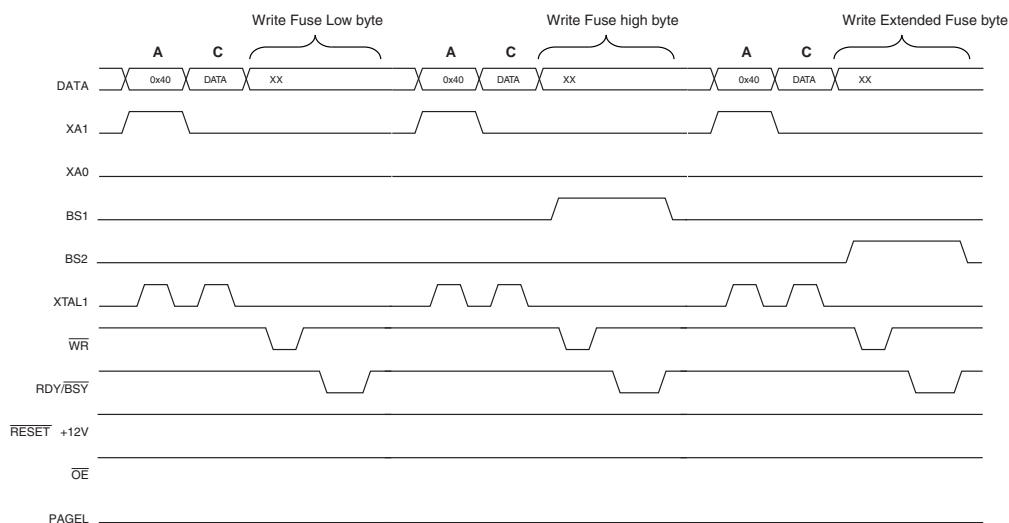 Write Fuse Low byte Write Fuse high byte Write Extended Fuse byte
A C A C A C
DATA 0x40 DATA XX 0x40 DATA XX 0x40 DATA XX
XA1
XA0
BS1
BS2
XTAL1
WR
RDY/BSY
RESET +12V
OE
PAGEL